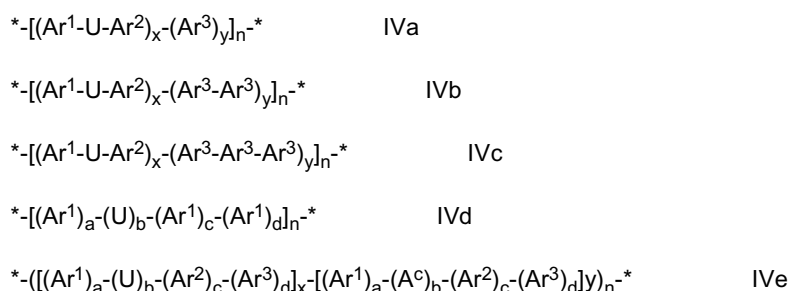 *-[(Ar¹-U-Ar²)ₓ-(Ar³)ᵧ]ₙ-* IVa
*-[(Ar¹-U-Ar²)ₓ-(Ar³-Ar³)ᵧ]ₙ-* IVb
*-[(Ar¹-U-Ar²)ₓ-(Ar³-Ar³-Ar³)ᵧ]ₙ-* IVc
*-[(Ar¹)ₐ-(U)b-(Ar¹)c-(Ar¹)d]ₙ-* IVd
*-([(Ar¹)ₐ-(U)b-(Ar²)c-(Ar³)d]ₓ-[(Ar¹)ₐ-(Aᶜ)b-(Ar²)c-(Ar³)d]y)ₙ-* IVe